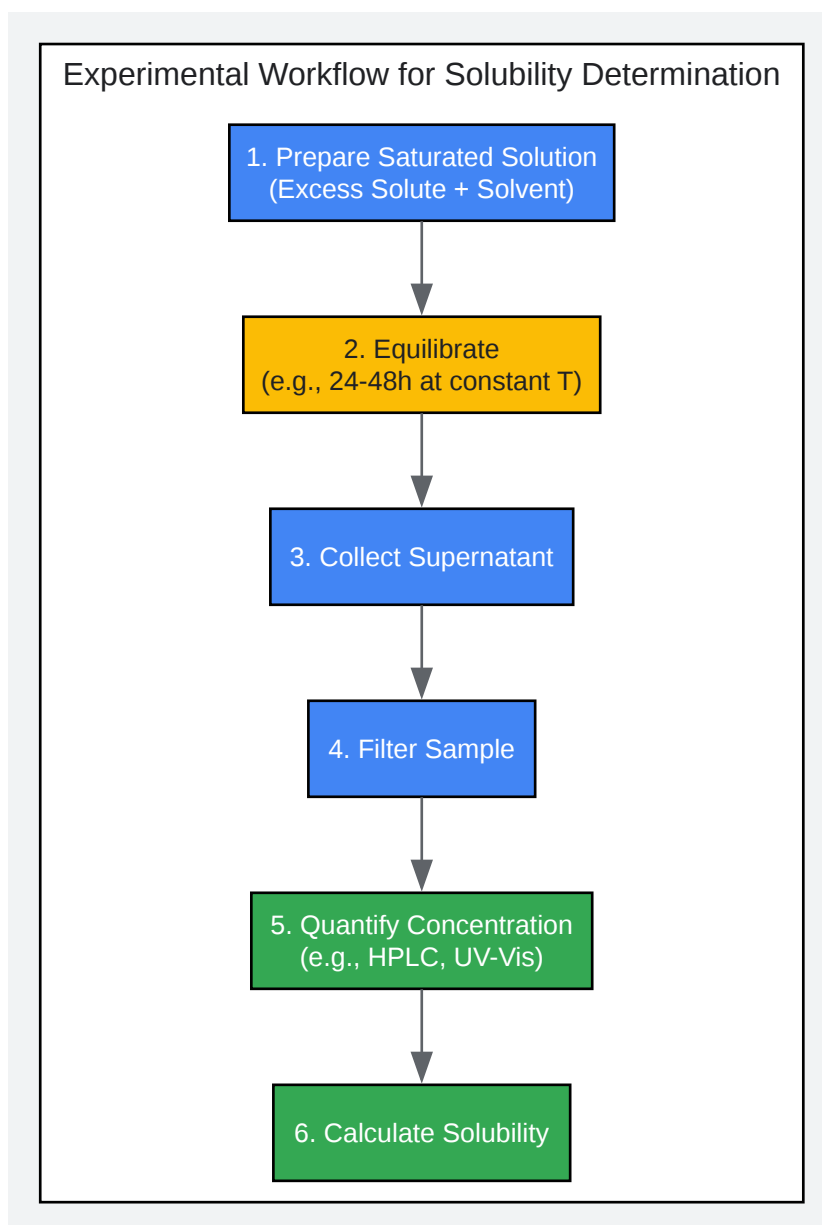 Experimental Workflow for Solubility Determination
1. Prepare Saturated Solution
(Excess Solute + Solvent)
2. Equilibrate
(e.g., 24-48h at constant T)
3. Collect Supernatant
4. Filter Sample
5. Quantify Concentration
(e.g., HPLC, UV-Vis)
6. Calculate Solubility